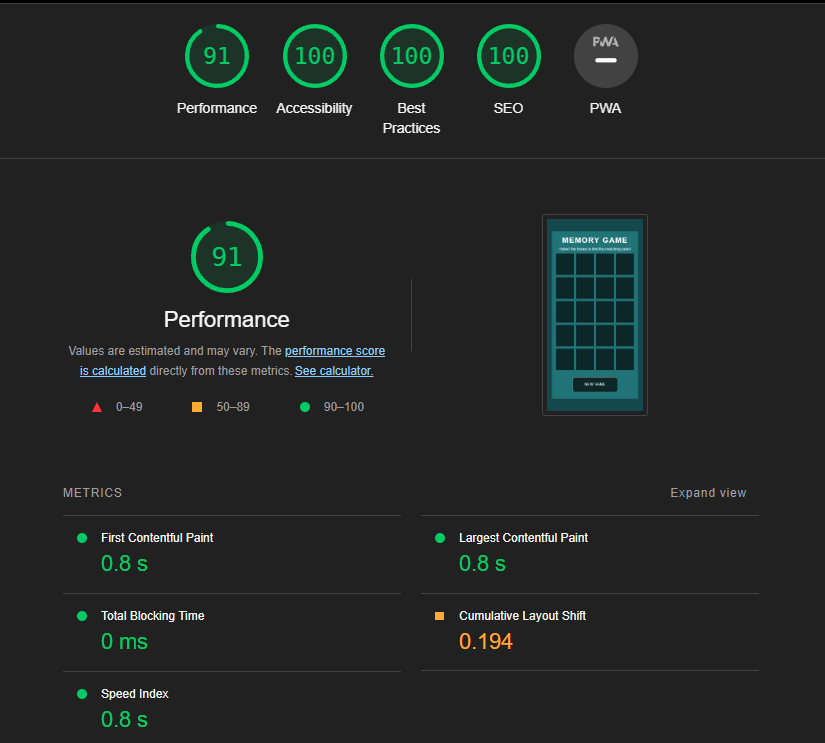 91
100
100
100
PWA
Performance
Accessibility
Best
Practices
SEO
PWA
91
Performance
Values are estimated and may vary. The performance score
is calculated directly from these metrics. See calculator.
0–49
50–89
90–100
MEMORY GAME
NEW GAME
METRICS
Expand view
First Contentful Paint
0.8 s
Largest Contentful Paint
0.8 s
Total Blocking Time
0 ms
Cumulative Layout Shift
0.194
Speed Index
0.8 s